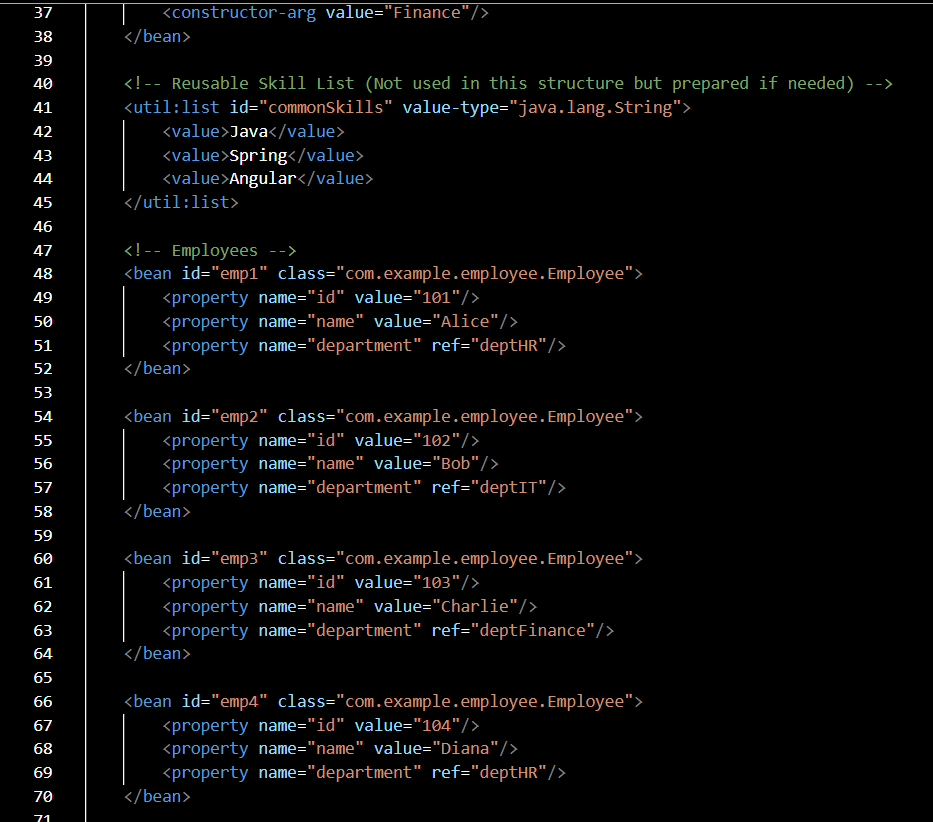 37 <constructor-arg value="Finance"/>
38 </bean>
39
40 <!-- Reusable Skill List (Not used in this structure but prepared if needed) -->
41 <util:list id="commonSkills" value-type="java.lang.String">
42 <value>Java</value>
43 <value>Spring</value>
44 <value>Angular</value>
45 </util:list>
46
47 <!-- Employees -->
48 <bean id="emp1" class="com.example.employee.Employee">
49 <property name="id" value="101"/>
50 <property name="name" value="Alice"/>
51 <property name="department" ref="deptHR"/>
52 </bean>
53
54 <bean id="emp2" class="com.example.employee.Employee">
55 <property name="id" value="102"/>
56 <property name="name" value="Bob"/>
57 <property name="department" ref="deptIT"/>
58 </bean>
59
60 <bean id="emp3" class="com.example.employee.Employee">
61 <property name="id" value="103"/>
62 <property name="name" value="Charlie"/>
63 <property name="department" ref="deptFinance"/>
64 </bean>
65
66 <bean id="emp4" class="com.example.employee.Employee">
67 <property name="id" value="104"/>
68 <property name="name" value="Diana"/>
69 <property name="department" ref="deptHR"/>
70 </bean>
71